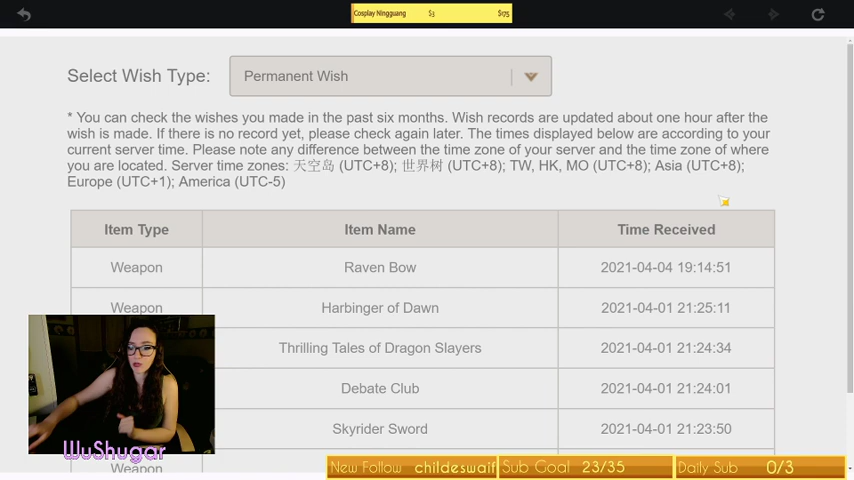 Cosplay Ningguang $3 $175
Select Wish Type: Permanent Wish
* You can check the wishes you made in the past six months. Wish records are updated about one hour after the
wish is made. If there is no record yet, please check again later. The times displayed below are according to your
current server time. Please note any difference between the time zone of your server and the time zone of where
you are located. Server time zones: 天空岛 (UTC+8); 世界树 (UTC+8); TW, HK, MO (UTC+8); Asia (UTC+8);
Europe (UTC+1); America (UTC-5)
Item Type Item Name Time Received
Weapon Raven Bow 2021-04-04 19:14:51
Weapon Harbinger of Dawn 2021-04-01 21:25:11
Thrilling Tales of Dragon Slayers 2021-04-01 21:24:34
Debate Club 2021-04-01 21:24:01
Skyrider Sword 2021-04-01 21:23:50
WuShugar
Weapon
New Follow childeswaif Sub Goal 23/35 Daily Sub 0/3